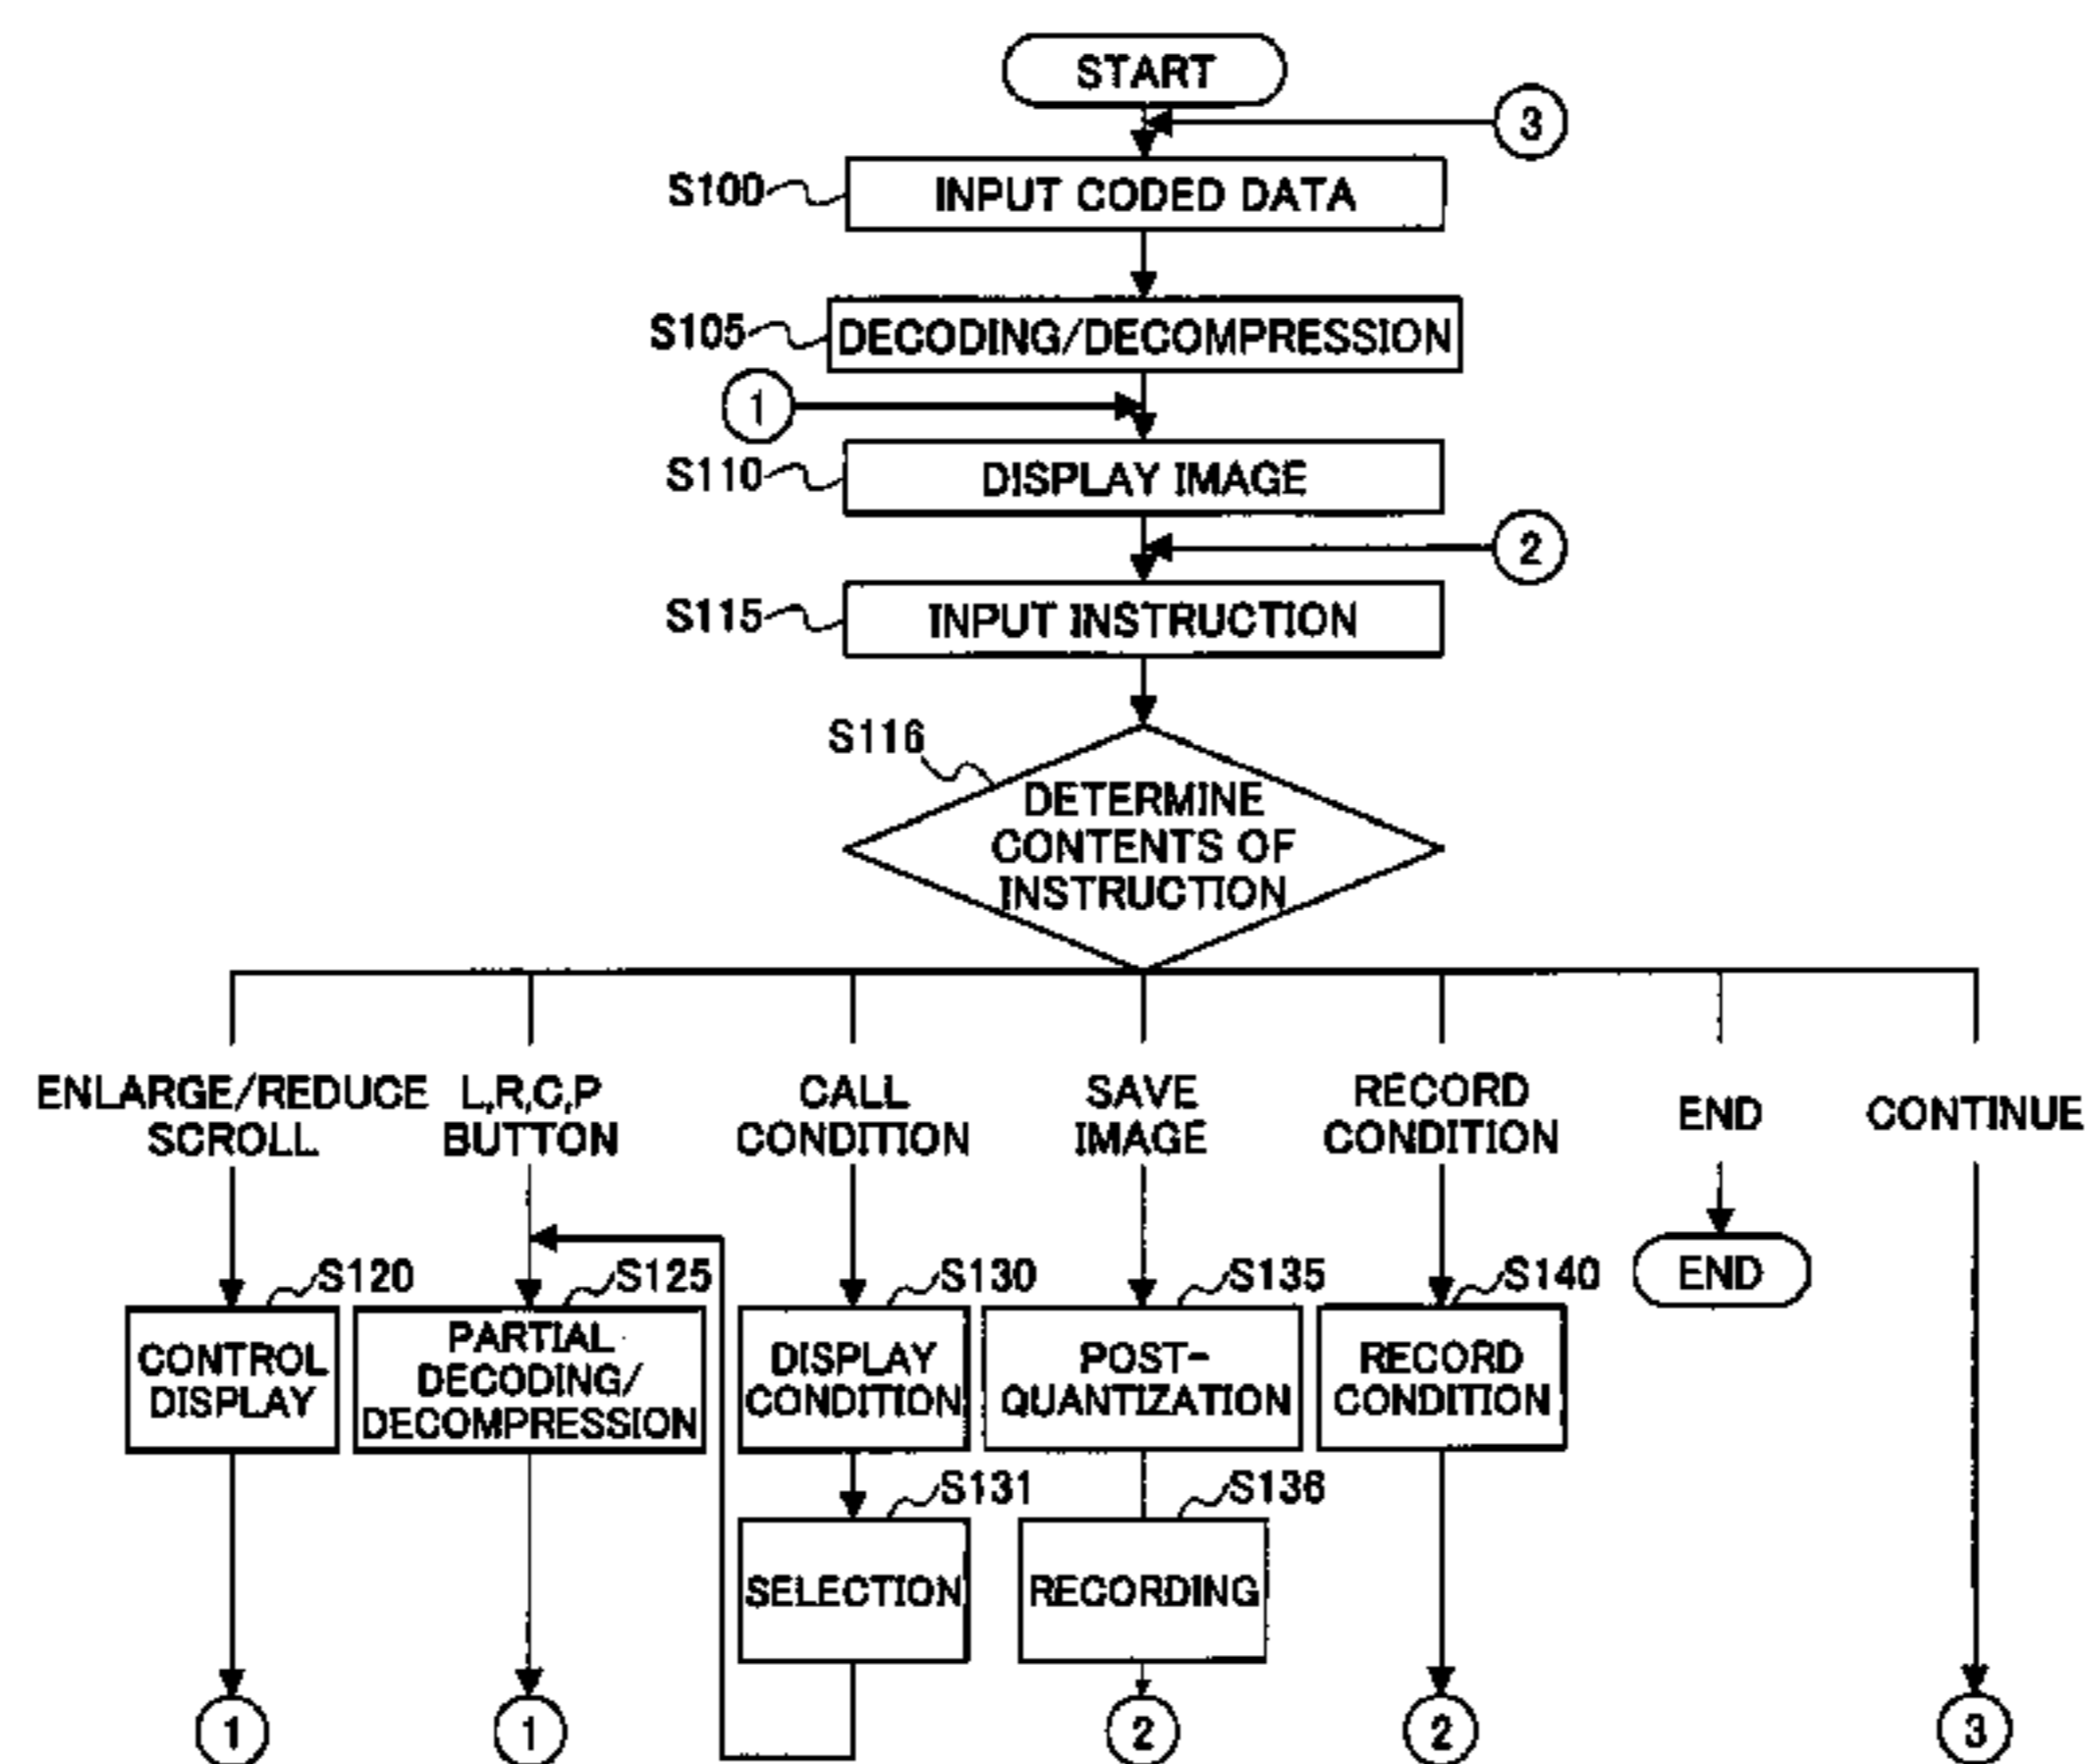 START
3
S100
INPUT CODED DATA
S105
DECODING/DECOMPRESSION
1
S110
DISPLAY IMAGE
2
S115
INPUT INSTRUCTION
S116
DETERMINE
CONTENTS OF
INSTRUCTION
ENLARGE/REDUCE
SCROLL
L,R,C,P
BUTTON
CALL
CONDITION
SAVE
IMAGE
RECORD
CONDITION
END
CONTINUE
S120
CONTROL
DISPLAY
S125
PARTIAL
DECODING/
DECOMPRESSION
S130
DISPLAY
CONDITION
S135
POST-
QUANTIZATION
S140
RECORD
CONDITION
END
S131
SELECTION
S136
RECORDING
1
1
2
2
3